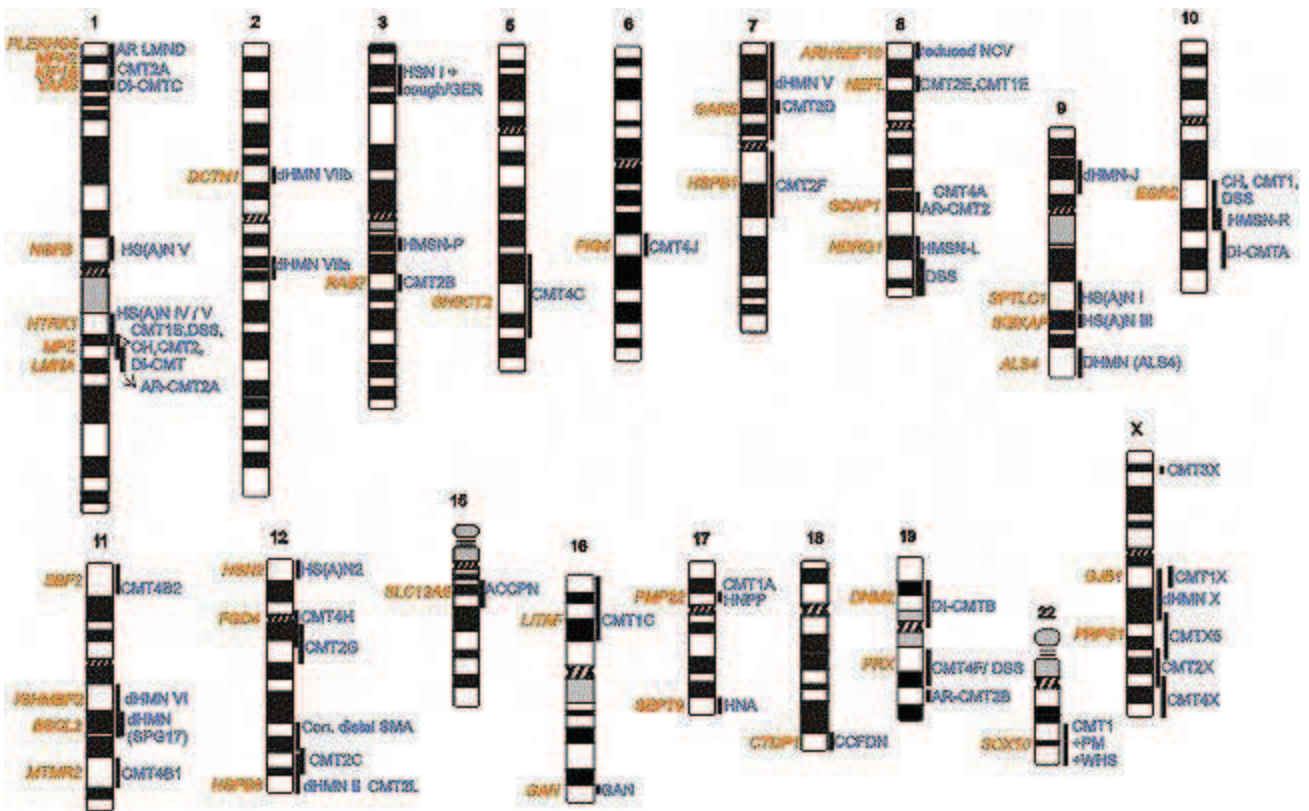 1
PLEKHG5
AR LMND
MFN2
KIF1B
CMT2A
YARS
DI-CMTC
NGFB
HS(A)N V
HS(A)N IV / V
NTRK1
CMT1B,DSS,
CH,CMT2,
MPZ
DI-CMT
LMNA
AR-CMT2A
2
DCTN1
dHMN VIIb
dHMN VIIa
3
HSN I +
cough/GER
HMSN-P
RAB7
CMT2B
5
SH3CT2
CMT4C
6
FIG4
CMT4J
7
dHMN V
GARS
CMT2D
HSPB1
CMT2F
8
ARHGEF10
reduced NCV
NEFL
CMT2E,CMT1E
CMT4A
GDAP1
AR-CMT2
NDRG1
HMSN-L
DSS
9
dHMN-J
SPTLC1
HS(A)N I
IKBKAP
HS(A)N III
ALS4
DHMN (ALS4)
10
CH, CMT1,
EGR2
DSS
HMSN-R
DI-CMTA
11
SBF2
CMT4B2
IGHMBP2
dHMN VI
BSCL2
dHMN
(SPG17)
MTMR2
CMT4B1
12
HSN2
HS(A)N2
FGD4
CMT4H
CMT2G
Con. distal SMA
CMT2C
HSPB8
dHMN II CMT2L
15
SLC12A6
ACCPN
16
LITAF
CMT1C
GAN
GAN
17
CMT1A
PMP22
HNPP
SEPT9
HNA
18
CTDP1
CCFDN
19
DNM2
DI-CMTB
PRX
CMT4F/ DSS
AR-CMT2B
22
CMT1
SOX10
+PM
+WHS
X
CMT3X
GJB1
CMT1X
dHMN X
PRPS1
CMTX5
CMT2X
CMT4X